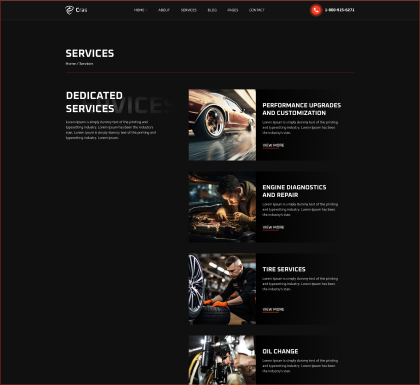 Cras
HOME
ABOUT
SERVICES
BLOG
PAGES
CONTACT
1-800-915-6271
SERVICES
Home / Services
DEDICATED
SERVICES
Lorem Ipsum is simply dummy text of the printing
and typesetting industry. Lorem Ipsum has been
the industry's stan. Lorem Ipsum is simply dummy text of the printing and
typesetting industry. Lorem Ipsum.
PERFORMANCE UPGRADES
AND CUSTOMIZATION
Lorem Ipsum is simply dummy text of the printing
and typesetting industry. Lorem Ipsum has been
the industry's stan.
VIEW MORE
ENGINE DIAGNOSTICS
AND REPAIR
Lorem Ipsum is simply dummy text of the printing
and typesetting industry. Lorem Ipsum has been
the industry's stan.
VIEW MORE
TIRE SERVICES
Lorem Ipsum is simply dummy text of the printing
and typesetting industry. Lorem Ipsum has been
the industry's stan.
VIEW MORE
OIL CHANGE
Lorem Ipsum is simply dummy text of the printing
and typesetting industry. Lorem Ipsum has been
the industry's stan.